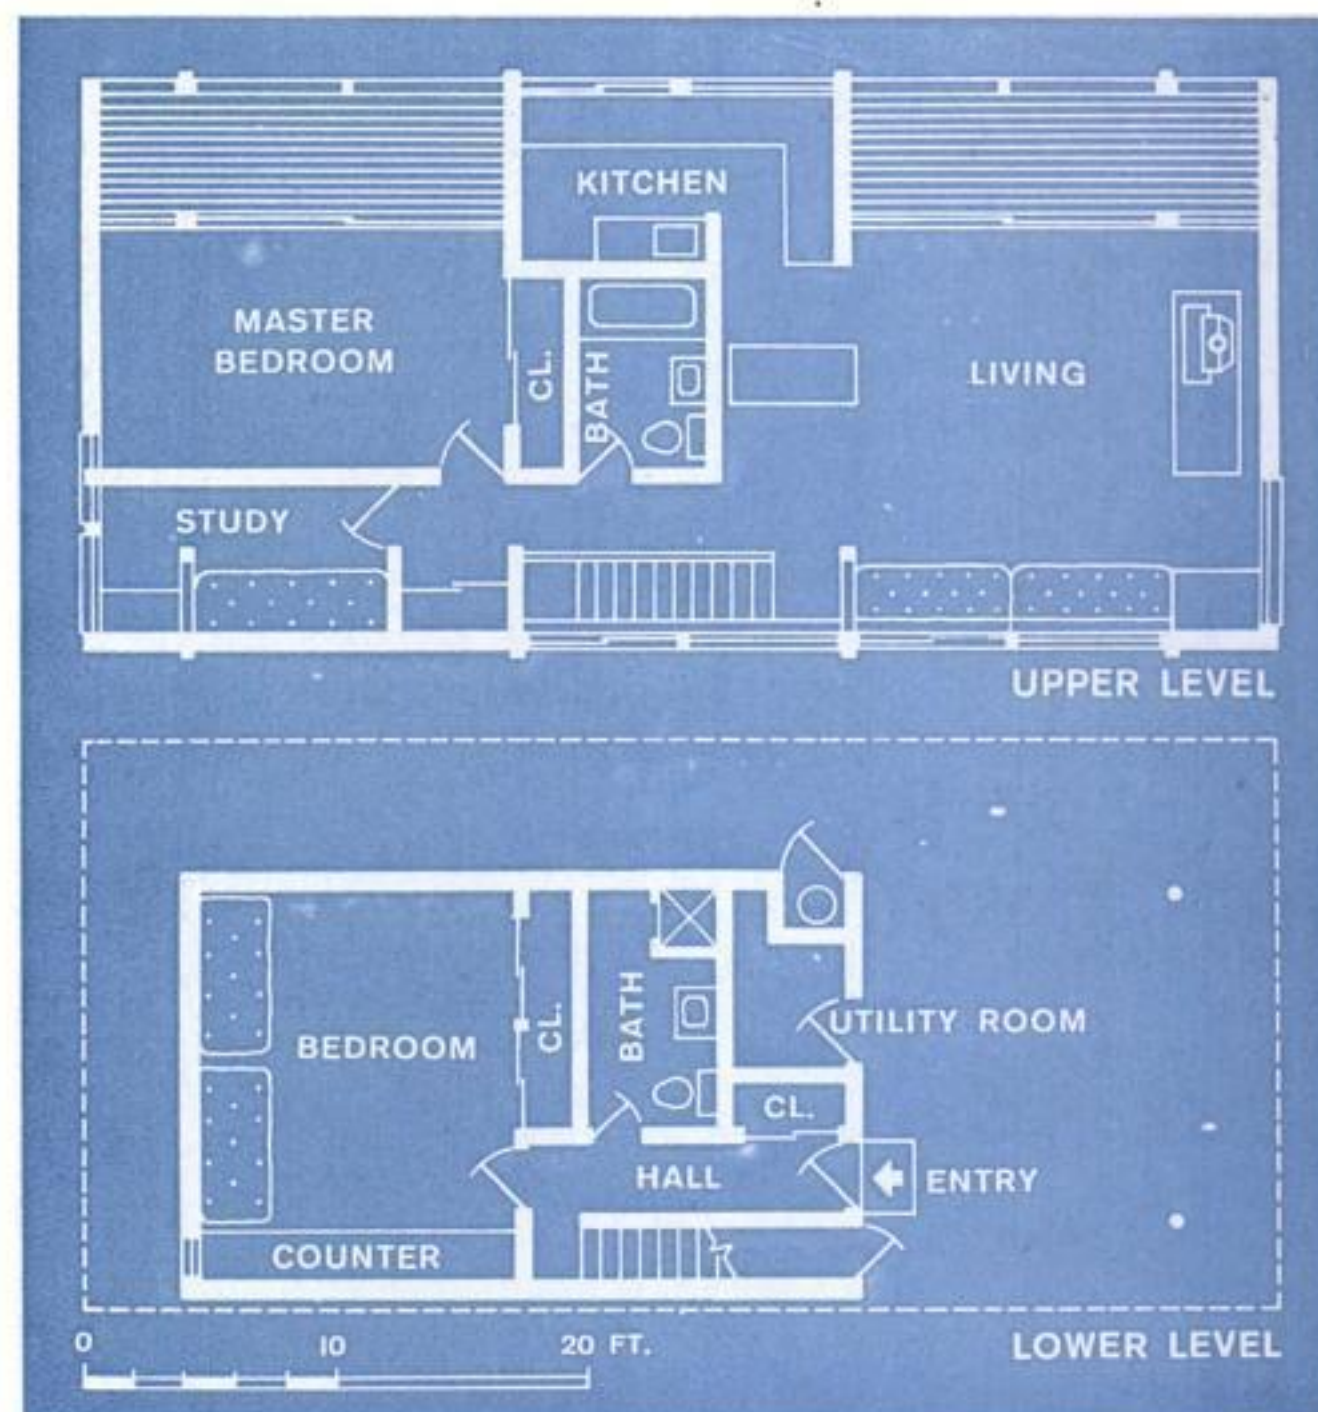 KITCHEN
MASTER
BEDROOM
CL.
BATH
LIVING
STUDY
UPPER LEVEL
BEDROOM
CL.
BATH
UTILITY ROOM
CL.
HALL
ENTRY
COUNTER
0 10 20 FT.
LOWER LEVEL